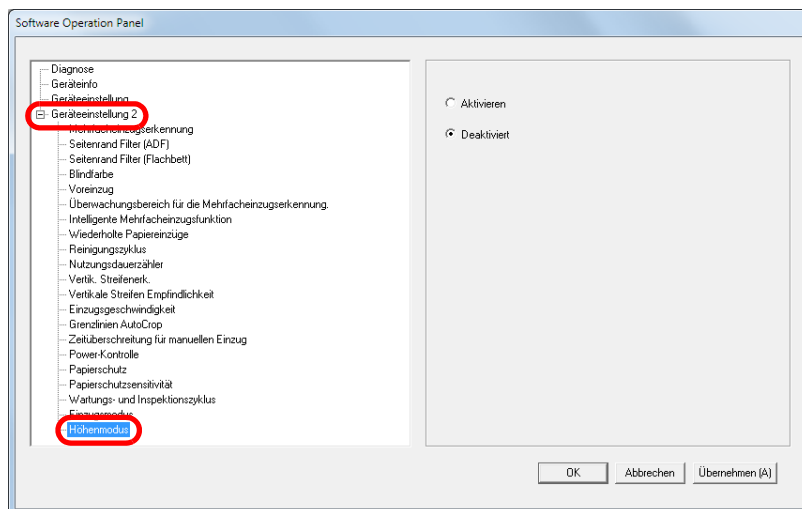 Software Operation Panel
Diagnose
Geräteinfo
Geräteeinstellung
Geräteeinstellung 2
Mehrfacheinzugserkennung
Seitenrand Filter (ADF)
Seitenrand Filter (Flachbett)
Blindfarbe
Voreinzug
Überwachungsbereich für die Mehrfacheinzugserkennung.
Intelligente Mehrfacheinzugsfunktion
Wiederholte Papiereinzüge
Reinigungszyklus
Nutzungsdauerzähler
Vertik. Streifenerk.
Vertikale Streifen Empfindlichkeit
Einzugsgeschwindigkeit
Grenzlinien AutoCrop
Zeitüberschreitung für manuellen Einzug
Power-Kontrolle
Papierschutz
Papierschutzsensitivität
Wartungs- und Inspektionszyklus
Einzugsmodus
Höhenmodus
Aktivieren
Deaktiviert
OK
Abbrechen
Übernehmen (A)